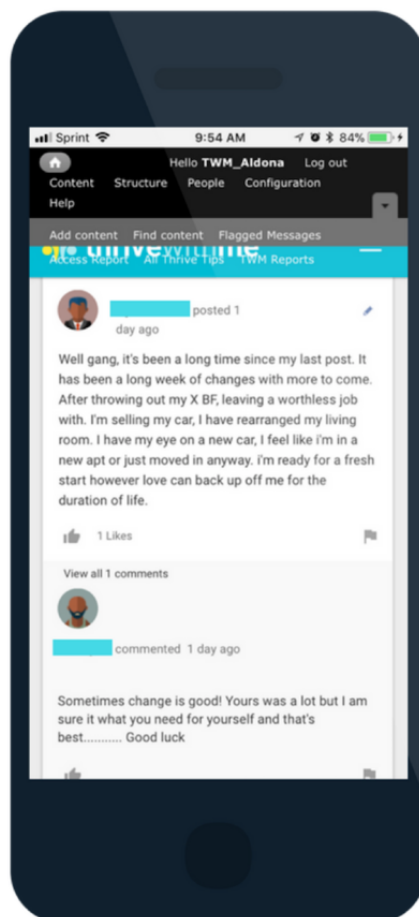 Sprint 9:54 AM 84%
Hello TWM_Aldona Log out
Content Structure People Configuration
Help
Add content Find content Flagged Messages
thrivewithme
Access Report All Thrive Tips TWM Reports
posted 1
day ago
Well gang, it's been a long time since my last post. It
has been a long week of changes with more to come.
After throwing out my X BF, leaving a worthless job
with. I'm selling my car, I have rearranged my living
room. I have my eye on a new car, I feel like i'm in a
new apt or just moved in anyway. i'm ready for a fresh
start however love can back up off me for the
duration of life.
1 Likes
View all 1 comments
commented 1 day ago
Sometimes change is good! Yours was a lot but I am
sure it what you need for yourself and that's
best........... Good luck